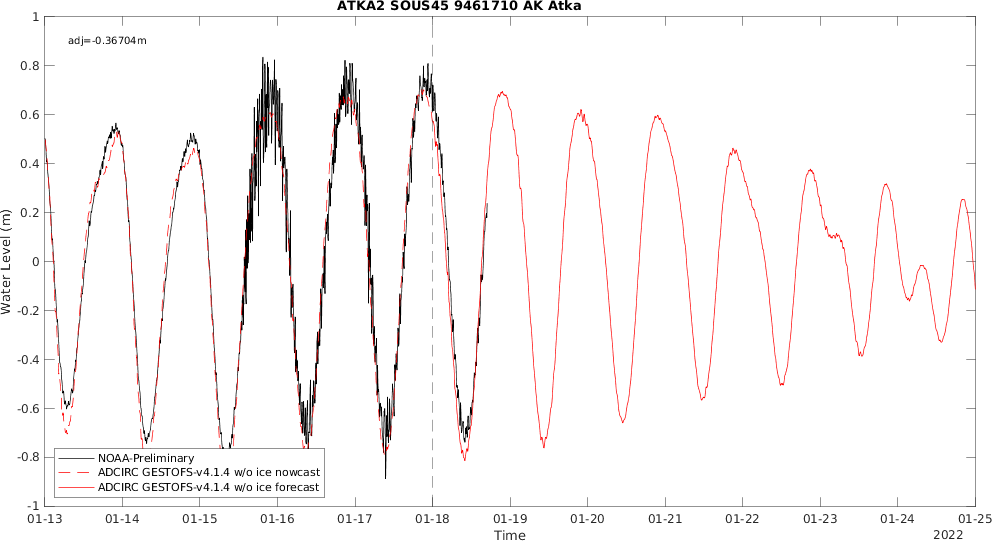 ATKA2 SOUS45 9461710 AK Atka
adj=-0.36704m
1
0.8
0.6
0.4
0.2
0
-0.2
-0.4
-0.6
-0.8
-1
Water Level (m)
NOAA-Preliminary
ADCIRC GESTOFS-v4.1.4 w/o ice nowcast
ADCIRC GESTOFS-v4.1.4 w/o ice forecast
01-13 01-14 01-15 01-16 01-17 01-18 01-19 01-20 01-21 01-22 01-23 01-24 01-25
Time
2022